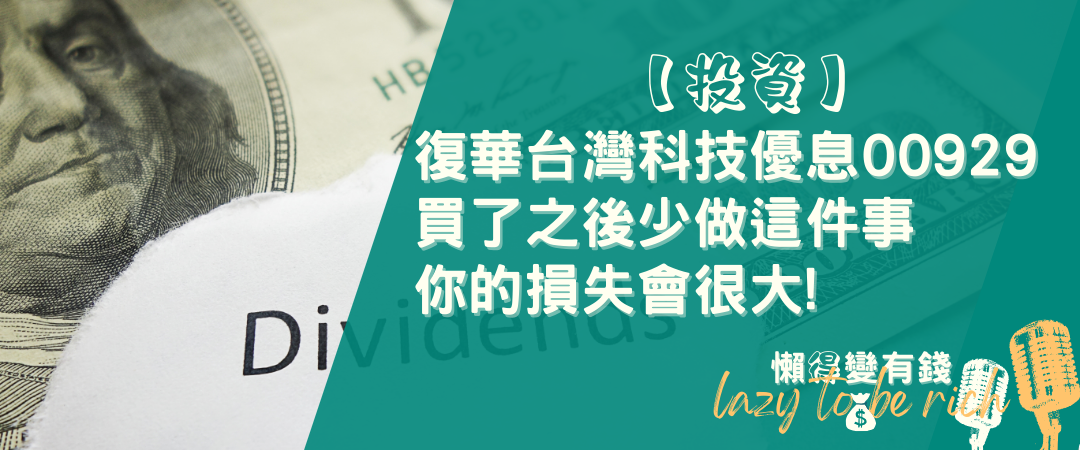 【投資】
復華台灣科技優息00929
買了之後少做這件事
你的損失會很大!
Dividends
懶得變有錢
lazy to be rich
$